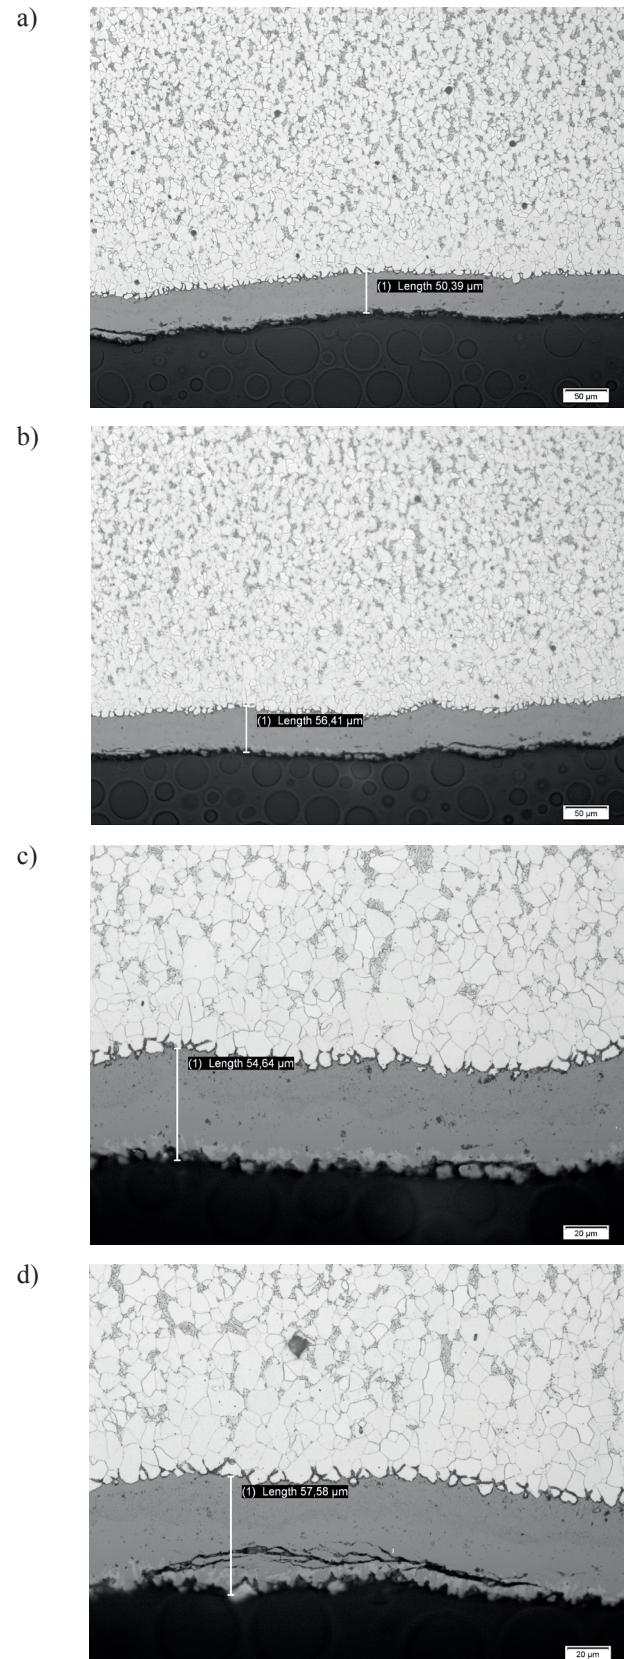 a)
(1) Length 50,39 µm
50 µm
b)
(1) Length 56,41 µm
50 µm
c)
(1) Length 54,64 µm
20 µm
d)
(1) Length 57,58 µm
20 µm